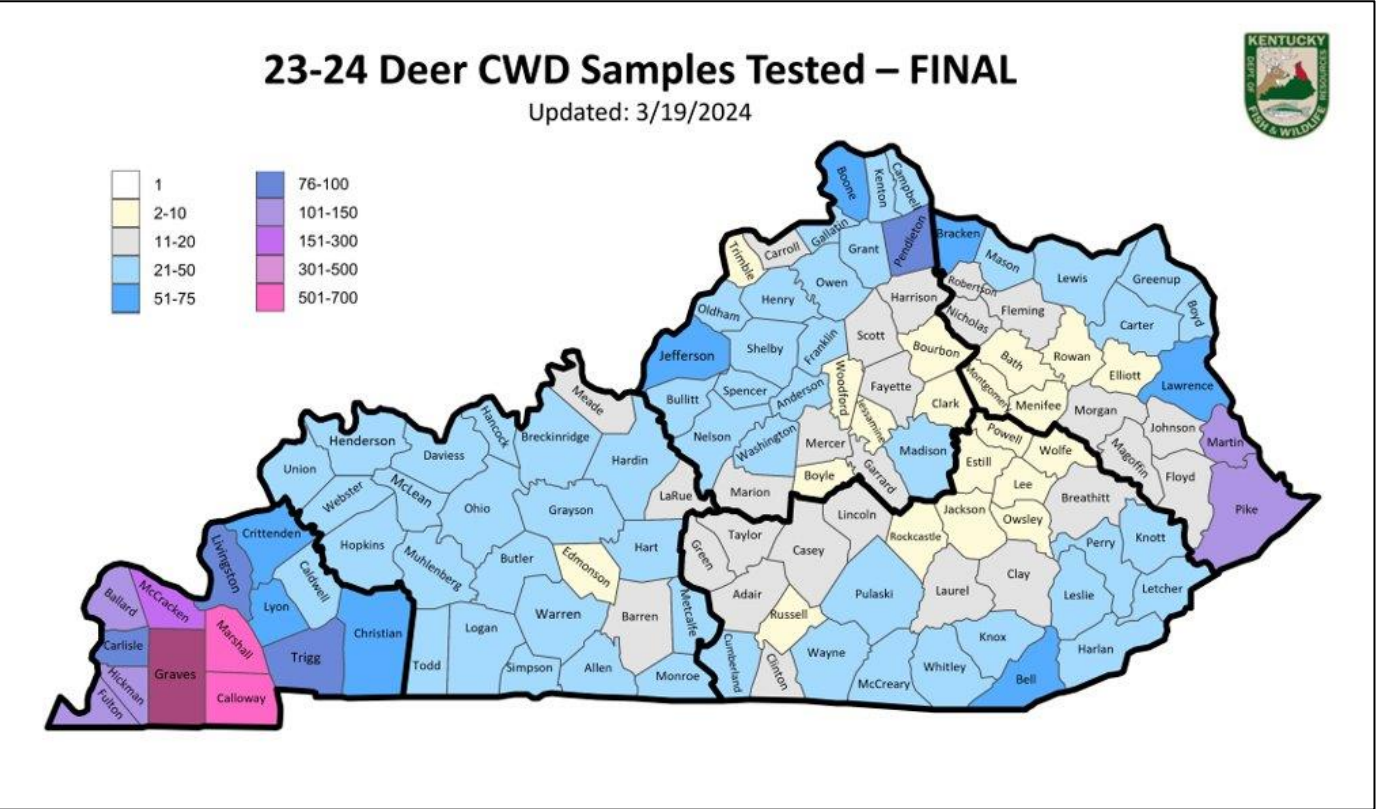 23-24 Deer CWD Samples Tested – FINAL
Updated: 3/19/2024
KENTUCKY
DEPT. OF
RESOURCES
FISH & WILDLIFE
1
2-10
11-20
21-50
51-75
76-100
101-150
151-300
301-500
501-700
Boone
Kenton
Campbell
Gallatin
Grant
Pendleton
Bracken
Trimble
Carroll
Owen
Mason
Lewis
Greenup
Robertson
Harrison
Henry
Oldham
Nicholas
Fleming
Carter
Boyd
Scott
Franklin
Shelby
Jefferson
Bourbon
Bath
Rowan
Elliott
Lawrence
Woodford
Fayette
Montgomery
Menifee
Morgan
Clark
Spencer
Anderson
Bullitt
Jessamine
Johnson
Martin
Meade
Nelson
Washington
Mercer
Madison
Powell
Wolfe
Magoffin
Floyd
Hancock
Breckinridge
Henderson
Daviess
Hardin
Boyle
Garrard
Estill
Lee
Breathitt
Pike
Union
Webster
McLean
Ohio
Grayson
LaRue
Marion
Lincoln
Jackson
Owsley
Rockcastle
Perry
Knott
Crittenden
Hopkins
Muhlenberg
Butler
Hart
Green
Taylor
Casey
Livingston
Caldwell
Edmonson
Adair
Pulaski
Laurel
Clay
Leslie
Letcher
Ballard
McCracken
Lyon
Warren
Barren
Metcalfe
Russell
Marshall
Christian
Logan
Knox
Harlan
Carlisle
Trigg
Todd
Simpson
Allen
Monroe
Cumberland
Clinton
Wayne
McCreary
Whitley
Bell
Hickman
Graves
Calloway
Fulton